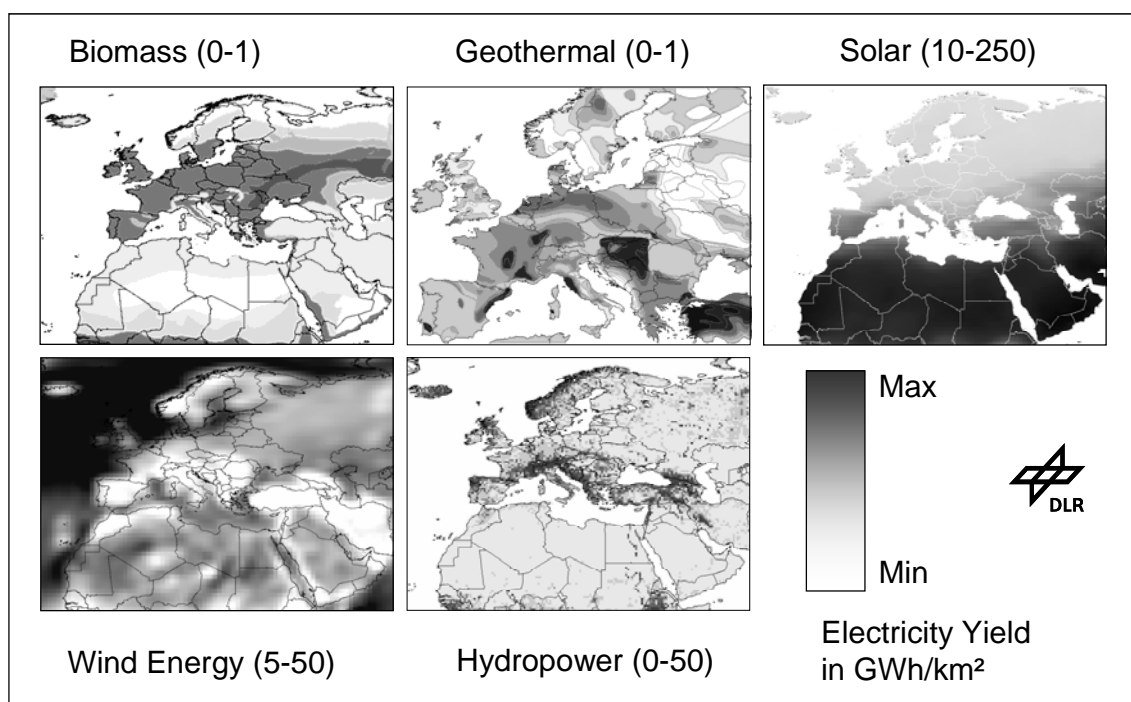 Biomass (0-1)
Geothermal (0-1)
Solar (10-250)
Max
DLR
Min
Wind Energy (5-50)
Hydropower (0-50)
Electricity Yield
in GWh/km²